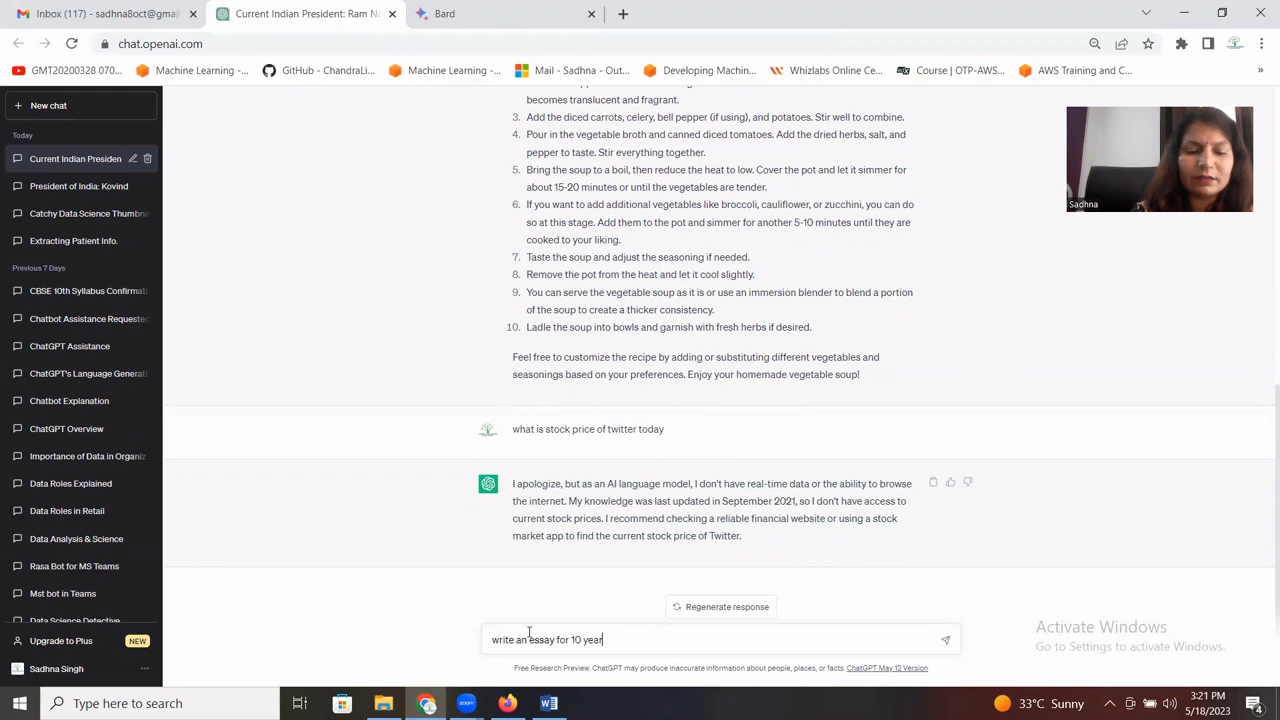 Inbox (117) - sadhna8oct@gmail
Current Indian President: Ram N
Bard
chat.openai.com
GMT20200328 070...
Machine Learning -...
GitHub - ChandraLi...
Machine Learning -...
Mail - Sadhna - Out...
Developing Machin...
Whizlabs Online Ce...
Course | OTP-AWS...
AWS Training and C...
»
+ New chat
Today
Current Indian Presiden
President of India: Kovind
Catchy Data Science Thumbna
Extracting Patient Info.
Previous 7 Days
CBSE 10th Syllabus Confirmati
Chatbot Assistance Requested
ChatGPT Assistance
ChatGPT's Language Generati
Chatbot Explanation
ChatGPT Overview
Importance of Data in Organiz
Data Roles Explained
Data Roles in Retail
Data Analysis & Science
Rasa Bot for MS Teams
Mst bot in Teams
Data Science Detective
Upgrade to Plus
NEW
Sadhna Singh
...
becomes translucent and fragrant.
3. Add the diced carrots, celery, bell pepper (if using), and potatoes. Stir well to combine.
4. Pour in the vegetable broth and canned diced tomatoes. Add the dried herbs, salt, and
pepper to taste. Stir everything together.
5. Bring the soup to a boil, then reduce the heat to low. Cover the pot and let it simmer for
about 15-20 minutes or until the vegetables are tender.
6. If you want to add additional vegetables like broccoli, cauliflower, or zucchini, you can do
so at this stage. Add them to the pot and simmer for another 5-10 minutes until they are
cooked to your liking.
7. Taste the soup and adjust the seasoning if needed.
8. Remove the pot from the heat and let it cool slightly.
9. You can serve the vegetable soup as it is or use an immersion blender to blend a portion
of the soup to create a thicker consistency.
10. Ladle the soup into bowls and garnish with fresh herbs if desired.
Feel free to customize the recipe by adding or substituting different vegetables and
seasonings based on your preferences. Enjoy your homemade vegetable soup!
what is stock price of twitter today
I apologize, but as an AI language model, I don't have real-time data or the ability to browse
the internet. My knowledge was last updated in September 2021, so I don't have access to
current stock prices. I recommend checking a reliable financial website or using a stock
market app to find the current stock price of Twitter.
Regenerate response
write an essay for 10 year
Free Research Preview. ChatGPT may produce inaccurate information about people, places, or facts. ChatGPT May 12 Version
Sadhna
Activate Windows
Go to Settings to activate Windows.
Type here to search
33°C Sunny
3:21 PM
5/18/2023
4